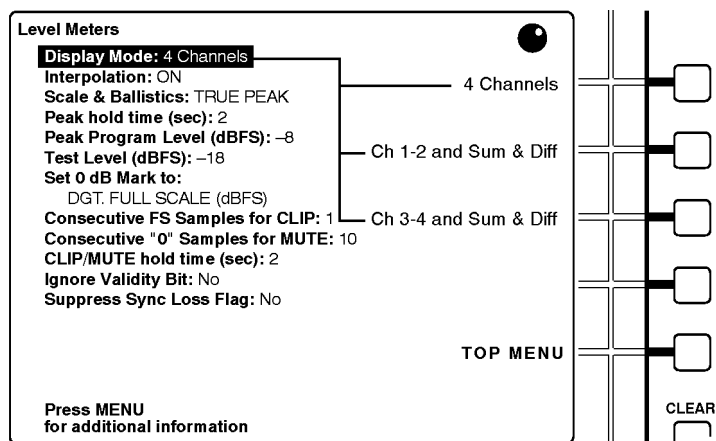 Level Meters
Display Mode: 4 Channels
Interpolation: ON
Scale & Ballistics: TRUE PEAK
Peak hold time (sec): 2
Peak Program Level (dBFS): –8
Test Level (dBFS): –18
Set 0 dB Mark to:
DGT. FULL SCALE (dBFS)
Consecutive FS Samples for CLIP: 1
Consecutive "0" Samples for MUTE: 10
CLIP/MUTE hold time (sec): 2
Ignore Validity Bit: No
Suppress Sync Loss Flag: No
4 Channels
Ch 1-2 and Sum & Diff
Ch 3-4 and Sum & Diff
TOP MENU
Press MENU
for additional information
CLEAR